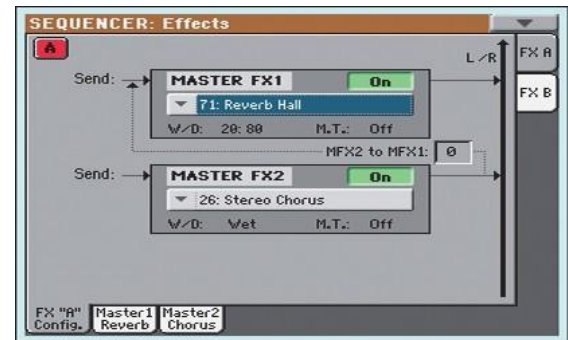 SEQUENCER: Effects
A
L/R
FX A
Send:
MASTER FX1
On
FX B
71: Reverb Hall
W/D: 20:80 M.T.: Off
MFX2 to MFX1: 0
Send:
MASTER FX2
On
26: Stereo Chorus
W/D: Wet M.T.: Off
FX "A" Config.
Master1 Reverb
Master2 Chorus